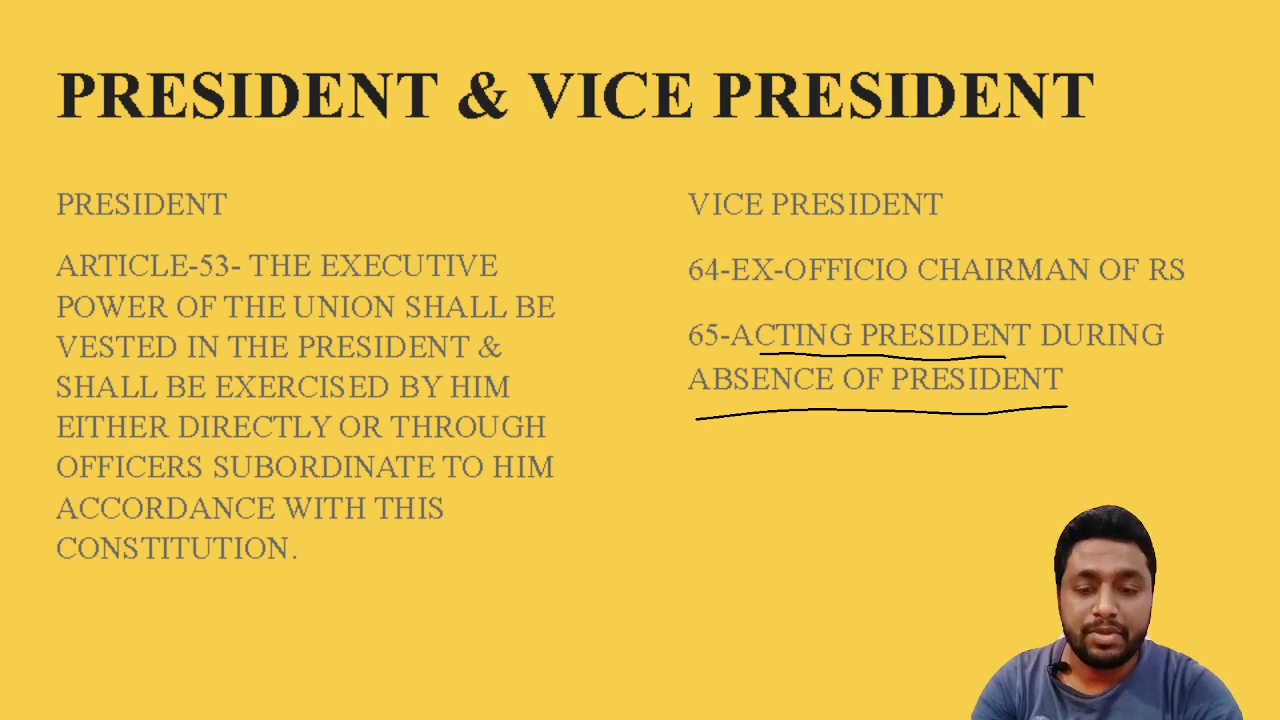 PRESIDENT & VICE PRESIDENT
PRESIDENT
ARTICLE-53- THE EXECUTIVE
POWER OF THE UNION SHALL BE
VESTED IN THE PRESIDENT &
SHALL BE EXERCISED BY HIM
EITHER DIRECTLY OR THROUGH
OFFICERS SUBORDINATE TO HIM
ACCORDANCE WITH THIS
CONSTITUTION.
VICE PRESIDENT
64-EX-OFFICIO CHAIRMAN OF RS
65-ACTING PRESIDENT DURING
ABSENCE OF PRESIDENT